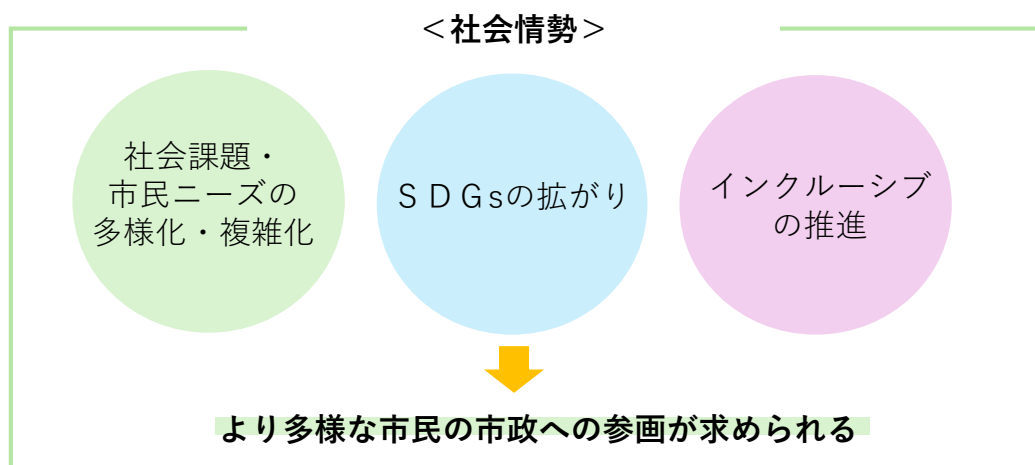 ＜社会情勢＞
社会課題・
市民ニーズの
多様化・複雑化
ＳＤＧsの拡がり
インクルーシブ
の推進
より多様な市民の市政への参画が求められる